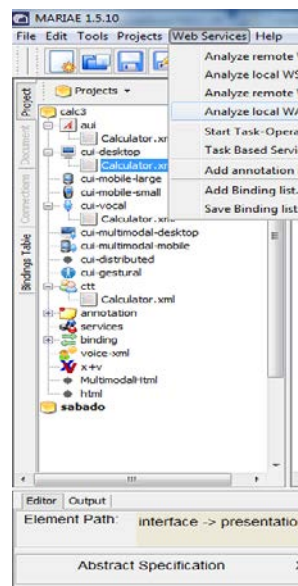 MARIAE 1.5.10
File Edit Tools Projects Web Services Help
Analyze remote
Analyze local WS
Analyze remote
Analyze local WA
Start Task-Opera
Task Based Servi
Add annotation
Add Binding list.
Save Binding list
Project
Document
Connections
Bindings Table
Projects
calc3
aui
Calculator.xm
cui-desktop
Calculator.xm
cui-mobile-large
cui-mobile-small
cui-vocal
Calculator.xm
cui-multimodal-desktop
cui-multimodal-mobile
cui-distributed
cui-gestural
ctt
Calculator.xml
annotation
services
binding
voice-xml
x+v
MultimodalHtml
html
sabado
Editor Output
Element Path: interface -> presentatio
Abstract Specification